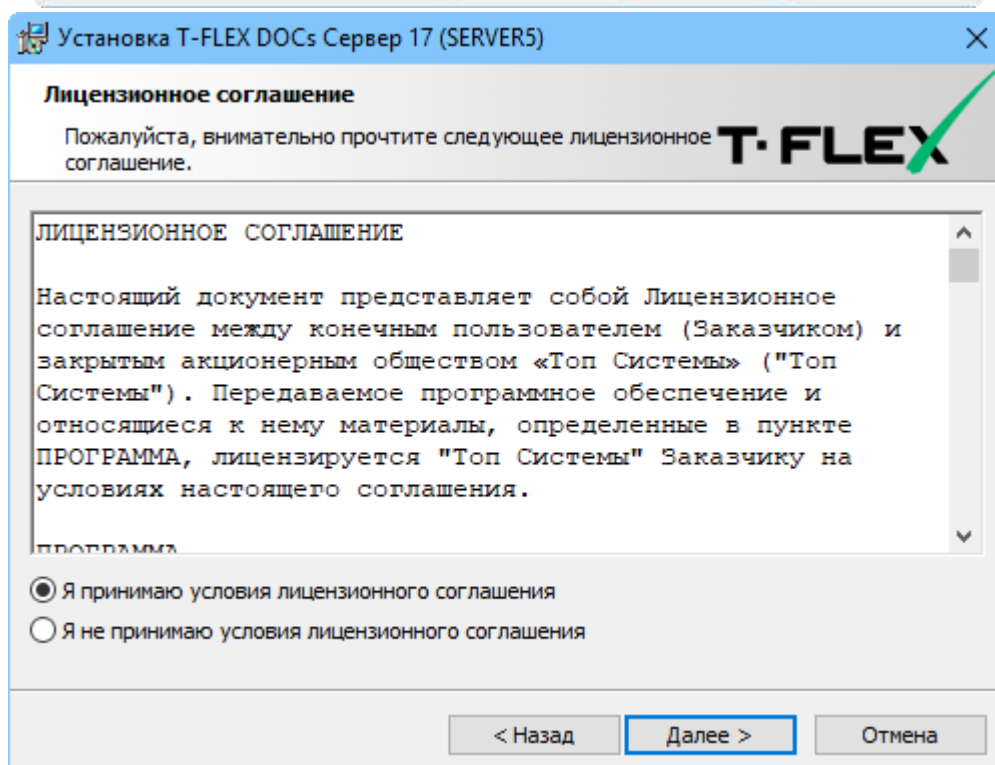 Установка T-FLEX DOCs Сервер 17 (SERVER5)
Лицензионное соглашение
Пожалуйста, внимательно прочтите следующее лицензионное
соглашение.
T-FLEX
ЛИЦЕНЗИОННОЕ СОГЛАШЕНИЕ
Настоящий документ представляет собой Лицензионное
соглашение между конечным пользователем (Заказчиком) и
закрытым акционерным обществом «Топ Системы» ("Топ
Системы"). Передаваемое программное обеспечение и
относящиеся к нему материалы, определенные в пункте
ПРОГРАММА, лицензируется "Топ Системы" Заказчику на
условиях настоящего соглашения.
ПРОГРАММА
Я принимаю условия лицензионного соглашения
Я не принимаю условия лицензионного соглашения
< Назад
Далее >
Отмена